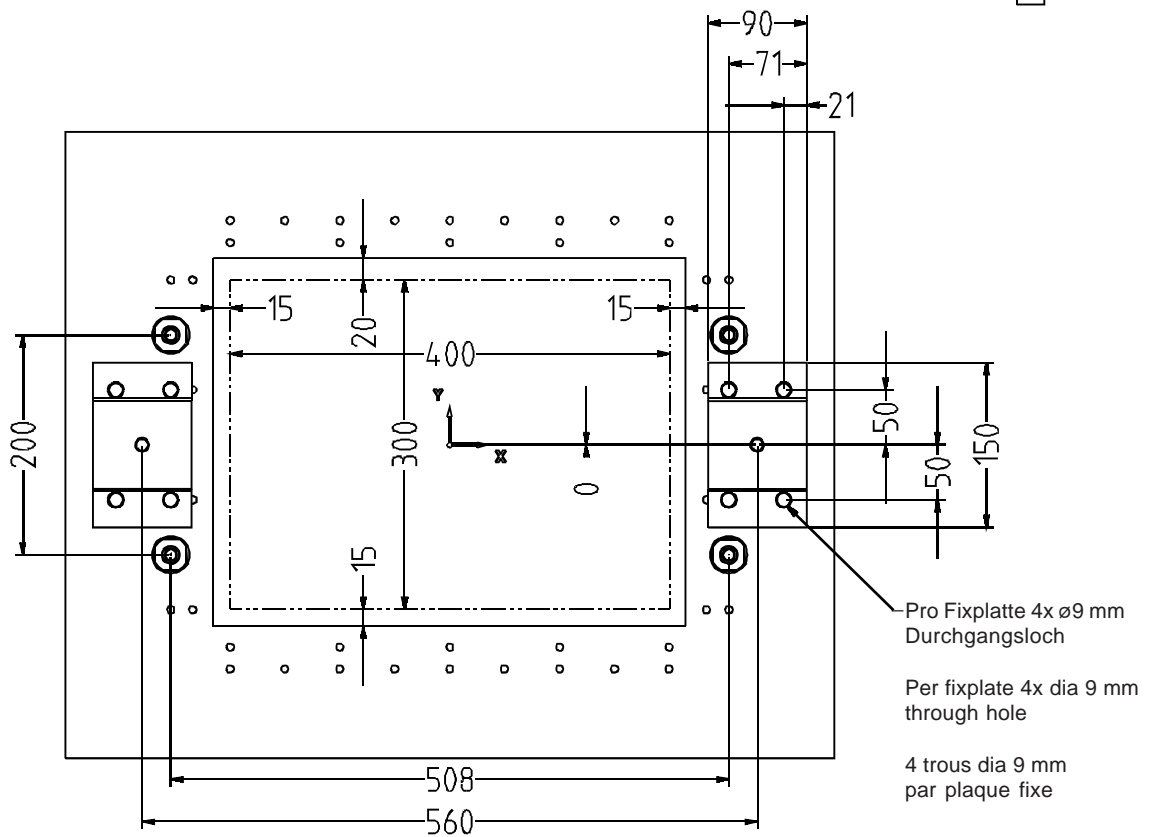 90
71
21
15
15
20
400
Y
200
300
X
0
50
50
150
15
Pro Fixplatte 4x ø9 mm
Durchgangsloch
Per fixplate 4x dia 9 mm
through hole
4 trous dia 9 mm
par plaque fixe
508
560